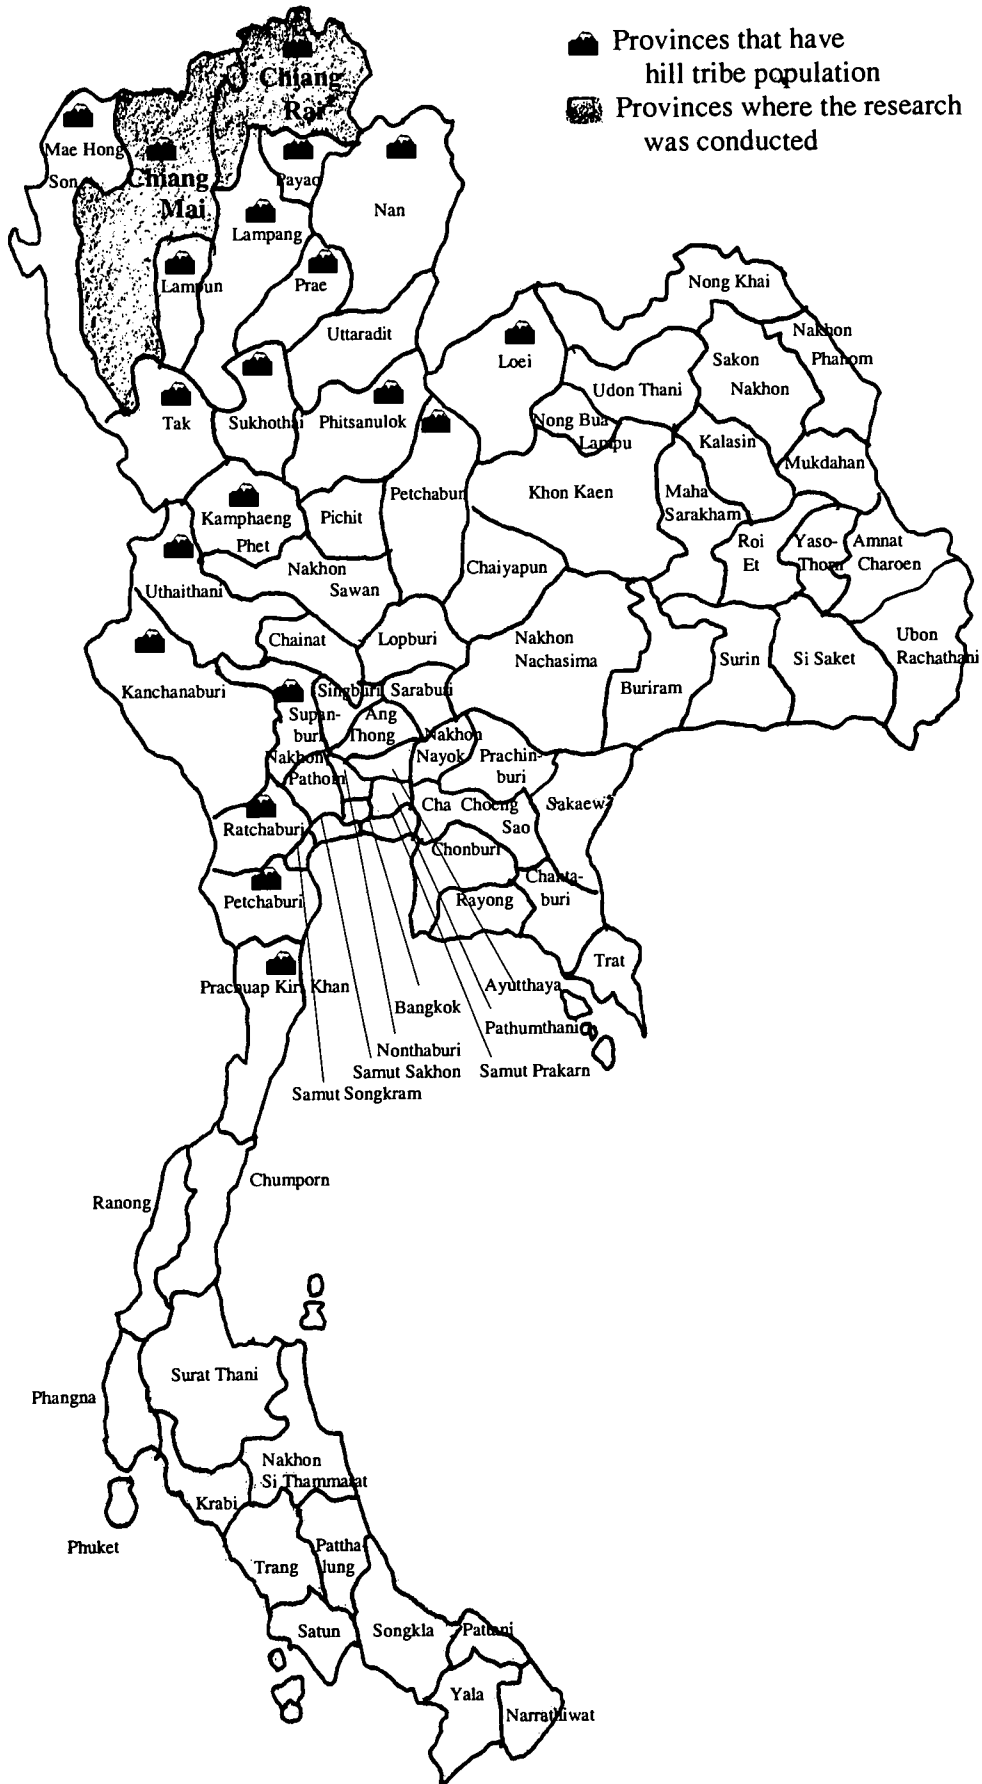 Provinces that have
hill tribe population
Provinces where the research
was conducted
Chiang
Rai
Mae Hong
Son
Chiang
Mai
Payao
Nan
Lampang
Lampun
Prae
Uttaradit
Nong Khai
Nakhon
Phanom
Loei
Sakon
Nakhon
Udon Thani
Tak
Sukhothai
Phitsanulok
Nong Bua
Lampu
Kalasin
Mukdahan
Petchabun
Khon Kaen
Maha
Sarakham
Kamphaeng
Phet
Pichit
Roi
Et
Yaso-
Thorn
Amnat
Charoen
Nakhon
Sawan
Chaiyapun
Uthaithani
Chainat
Lopburi
Nakhon
Nachasima
Ubon
Rachathani
Surin
Si Saket
Buriram
Kanchanaburi
Singburi
Saraburi
Supan-
buri
Ang
Thong
Nakhon
Nayok
Prachin-
buri
Nakhon
Pathom
Cha Choeng
Sao
Sakaew
Ratchaburi
Chonburi
Chanta-
buri
Petchaburi
Rayong
Trat
Prachuap Kiri Khan
Ayutthaya
Bangkok
Pathumthani
Nonthaburi
Samut Sakhon
Samut Prakarn
Samut Songkram
Chumporn
Ranong
Surat Thani
Phangna
Nakhon
Si Thammarat
Krabi
Phuket
Pattha-
lung
Trang
Satun
Songkla
Pattani
Yala
Narrathiwat